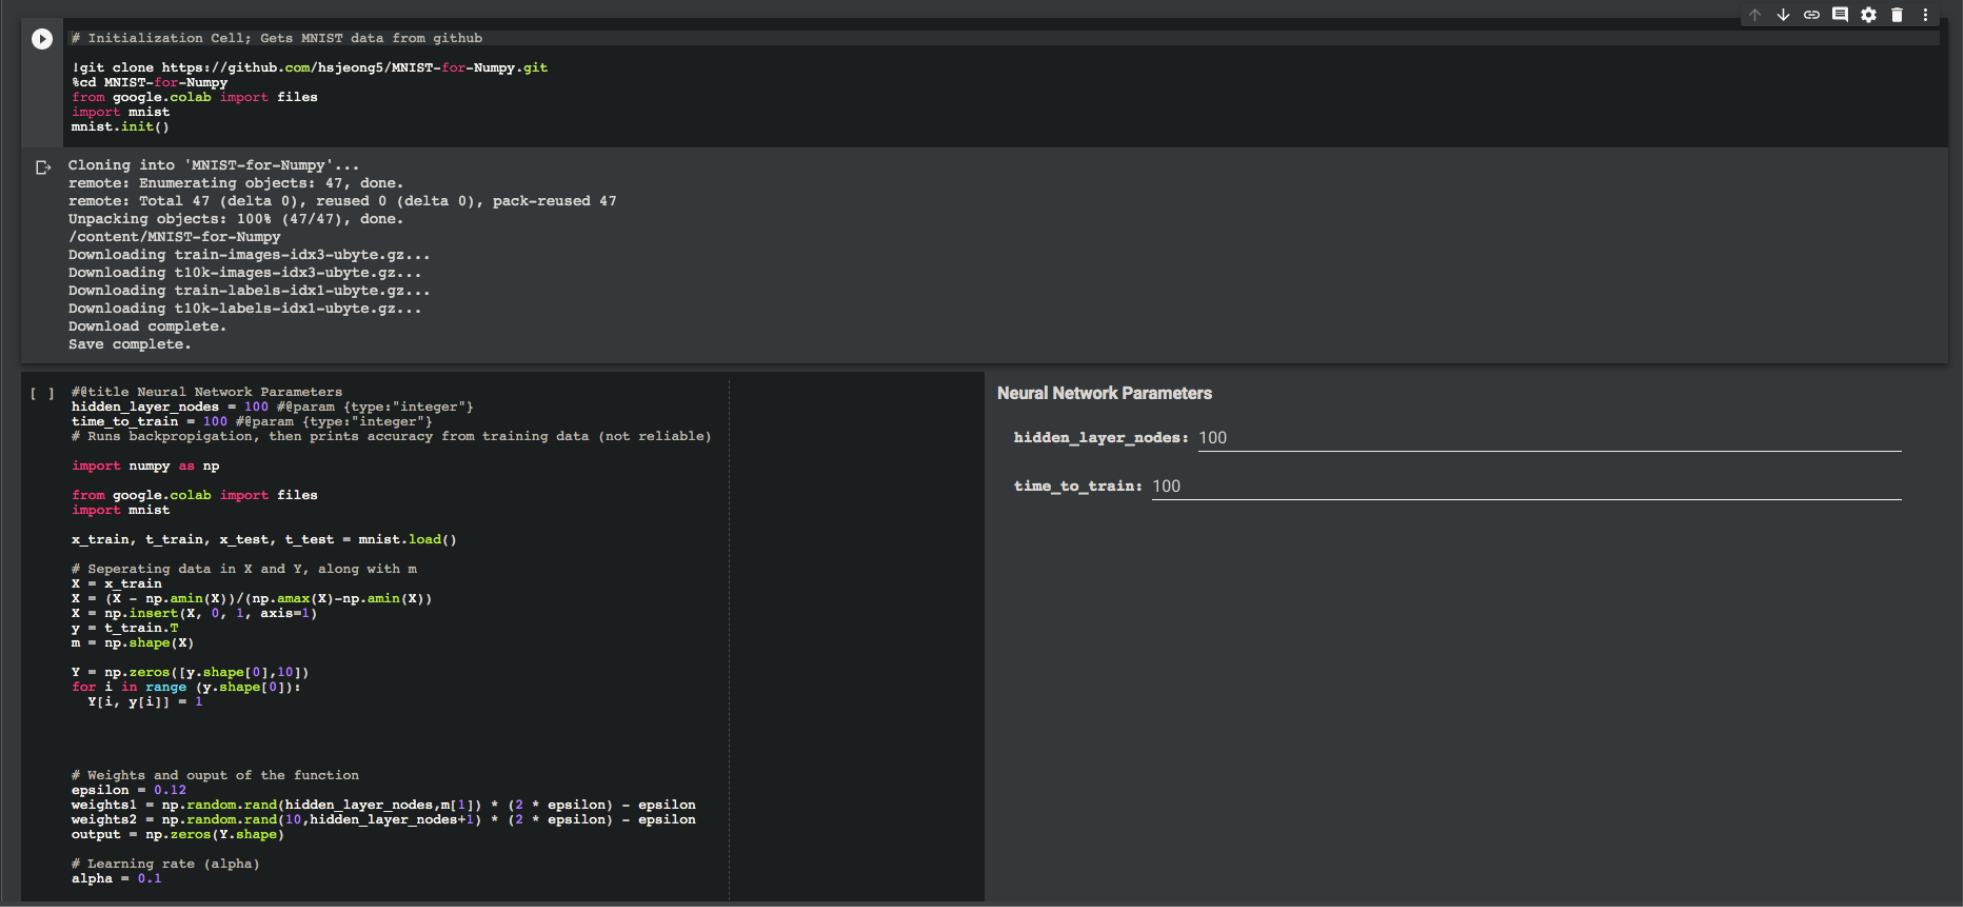 # Initialization Cell; Gets MNIST data from github
!git clone https://github.com/hsjeong5/MNIST-for-Numpy.git
%cd MNIST-for-Numpy
from google.colab import files
import mnist
mnist.init()
Cloning into 'MNIST-for-Numpy'...
remote: Enumerating objects: 47, done.
remote: Total 47 (delta 0), reused 0 (delta 0), pack-reused 47
Unpacking objects: 100% (47/47), done.
/content/MNIST-for-Numpy
Downloading train-images-idx3-ubyte.gz...
Downloading t10k-images-idx3-ubyte.gz...
Downloading train-labels-idx1-ubyte.gz...
Downloading t10k-labels-idx1-ubyte.gz...
Download complete.
Save complete.
[ ] #@title Neural Network Parameters
hidden_layer_nodes = 100 #@param {type:"integer"}
time_to_train = 100 #@param {type:"integer"}
# Runs backpropigation, then prints accuracy from training data (not reliable)
import numpy as np
from google.colab import files
import mnist
x_train, t_train, x_test, t_test = mnist.load()
# Seperating data in X and Y, along with m
X = x_train
X = (X - np.amin(X))/(np.amax(X)-np.amin(X))
X = np.insert(X, 0, 1, axis=1)
y = t_train.T
m = np.shape(X)
Y = np.zeros([y.shape[0],10])
for i in range (y.shape[0]):
Y[i, y[i]] = 1
# Weights and ouput of the function
epsilon = 0.12
weights1 = np.random.rand(hidden_layer_nodes,m[1]) * (2 * epsilon) - epsilon
weights2 = np.random.rand(10,hidden_layer_nodes+1) * (2 * epsilon) - epsilon
output = np.zeros(Y.shape)
# Learning rate (alpha)
alpha = 0.1
Neural Network Parameters
hidden_layer_nodes: 100
time_to_train: 100